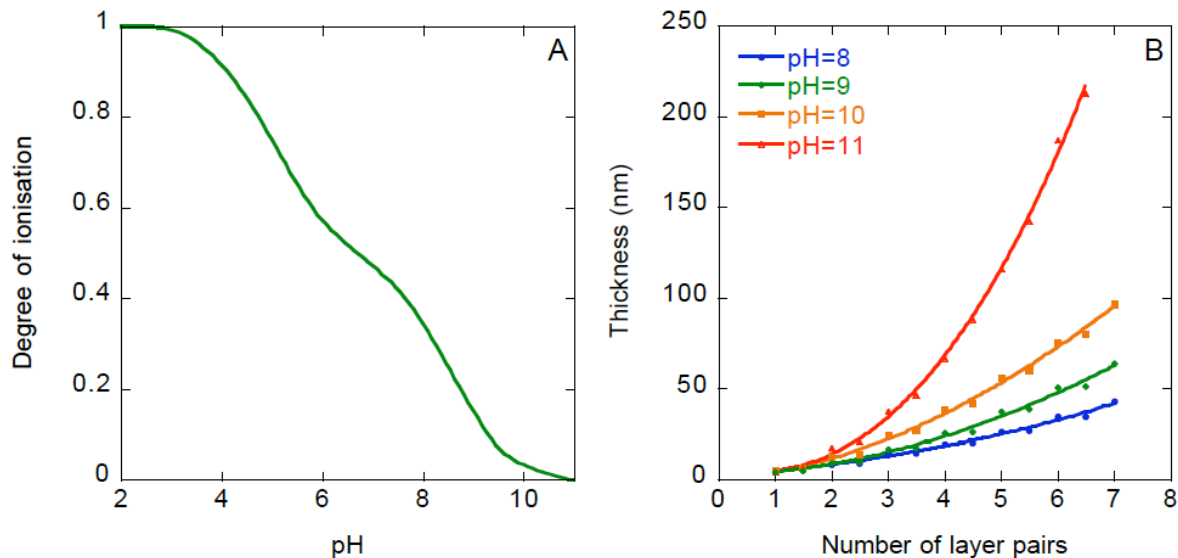 A
1
0.8
0.6
0.4
0.2
0
2
4
6
8
10
pH
Degree of ionisation
B
pH=8
pH=9
pH=10
pH=11
250
200
150
100
50
0
0
1
2
3
4
5
6
7
8
Number of layer pairs
Thickness (nm)